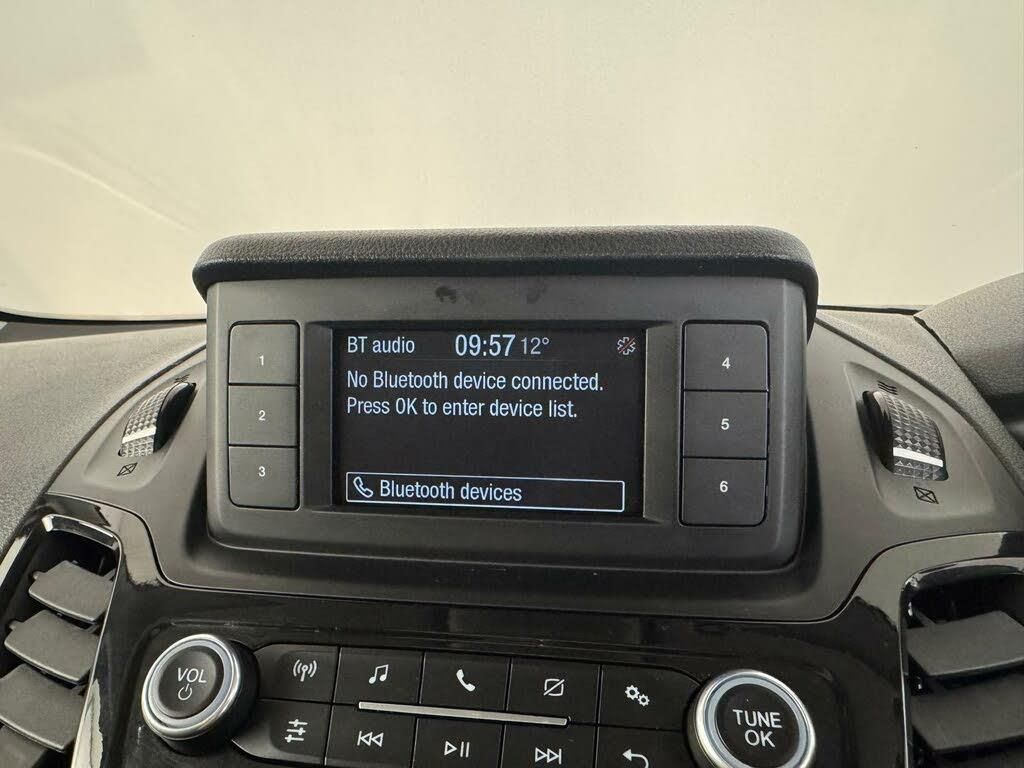 BT audio 09:57 12°
No Bluetooth device connected.
Press OK to enter device list.
Bluetooth devices
1
2
3
4
5
6
VOL
TUNE
OK